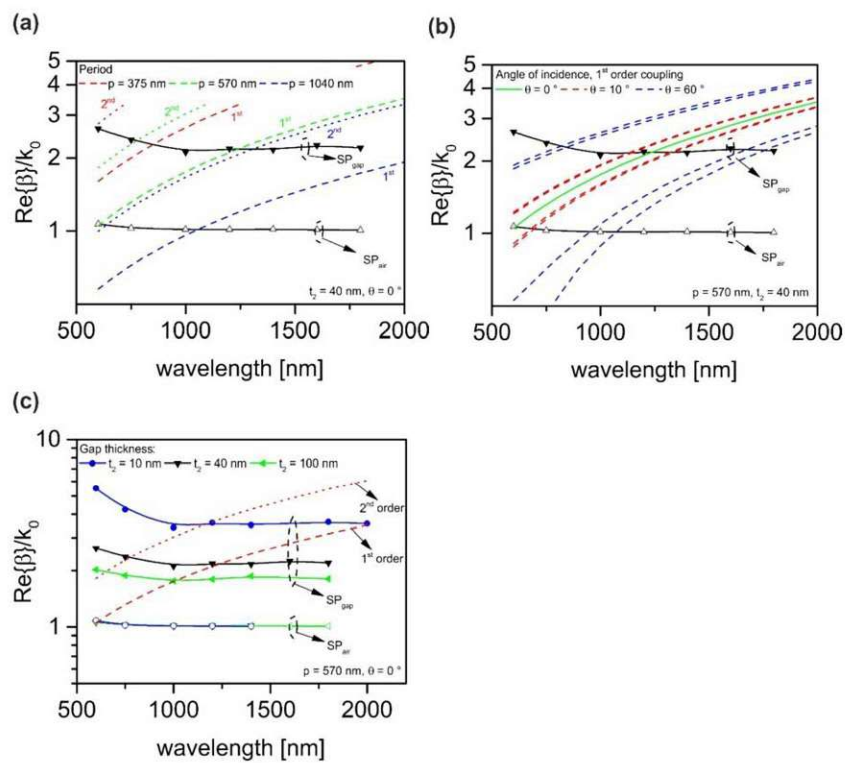 (a)
5
4
3
2
1
Re{β}/k₀
Period
p = 375 nm p = 570 nm p = 1040 nm
2nd
2nd
1st
1st
2nd
1st
SPgap
SPair
t₂ = 40 nm, θ = 0 °
500 1000 1500 2000
wavelength [nm]
(b)
5
4
3
2
1
Re{β}/k₀
Angle of incidence, 1st order coupling
θ = 0 ° θ = 10 ° θ = 60 °
SPgap
SPair
p = 570 nm, t₂ = 40 nm
500 1000 1500 2000
wavelength [nm]
(c)
10
1
Re{β}/k₀
Gap thickness:
t₂ = 10 nm t₂ = 40 nm t₂ = 100 nm
2nd order
1st order
SPgap
SPair
p = 570 nm, θ = 0 °
500 1000 1500 2000
wavelength [nm]